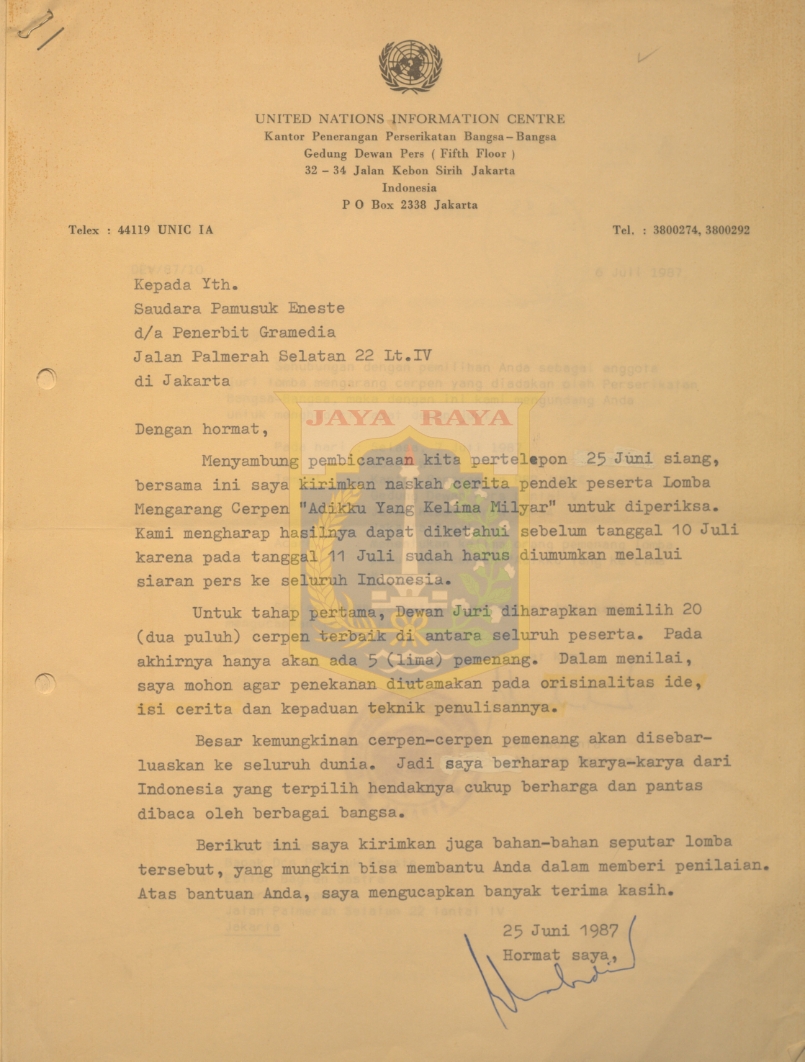 UNITED NATIONS INFORMATION CENTRE
Kantor Penerangan Perserikatan Bangsa – Bangsa
Gedung Dewan Pers ( Fifth Floor )
32 – 34 Jalan Kebon Sirih Jakarta
Indonesia
P O Box 2338 Jakarta
Telex : 44119 UNIC IA Tel. : 3800274, 3800292
Kepada Yth.
Saudara Pamusuk Eneste
d/a Penerbit Gramedia
Jalan Palmerah Selatan 22 Lt.IV
di Jakarta
JAYA RAYA
Dengan hormat,
Menyambung pembicaraan kita pertelepon 25 Juni siang,
bersama ini saya kirimkan naskah cerita pendek peserta Lomba
Mengarang Cerpen "Adikku Yang Kelima Milyar" untuk diperiksa.
Kami mengharap hasilnya dapat diketahui sebelum tanggal 10 Juli
karena pada tanggal 11 Juli sudah harus diumumkan melalui
siaran pers ke seluruh Indonesia.
Untuk tahap pertama, Dewan Juri diharapkan memilih 20
(dua puluh) cerpen terbaik di antara seluruh peserta. Pada
akhirnya hanya akan ada 5 (lima) pemenang. Dalam menilai,
saya mohon agar penekanan diutamakan pada orisinalitas ide,
isi cerita dan kepaduan teknik penulisannya.
Besar kemungkinan cerpen-cerpen pemenang akan disebar-
luaskan ke seluruh dunia. Jadi saya berharap karya-karya dari
Indonesia yang terpilih hendaknya cukup berharga dan pantas
dibaca oleh berbagai bangsa.
Berikut ini saya kirimkan juga bahan-bahan seputar lomba
tersebut, yang mungkin bisa membantu Anda dalam memberi penilaian.
Atas bantuan Anda, saya mengucapkan banyak terima kasih.
25 Juni 1987
Hormat saya,